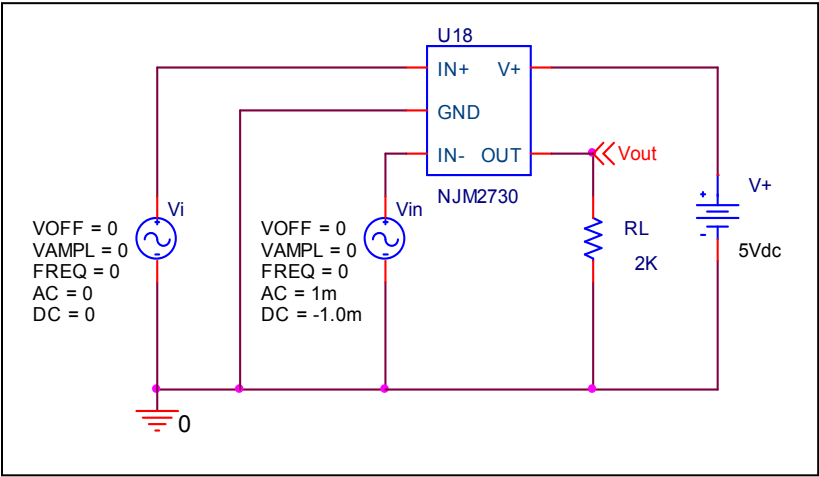 U18
IN+ V+
GND
IN- OUT
NJM2730
Vout
Vi
VOFF = 0
VAMPL = 0
FREQ = 0
AC = 0
DC = 0
Vin
VOFF = 0
VAMPL = 0
FREQ = 0
AC = 1m
DC = -1.0m
RL
2K
V+
+
-
5Vdc
0